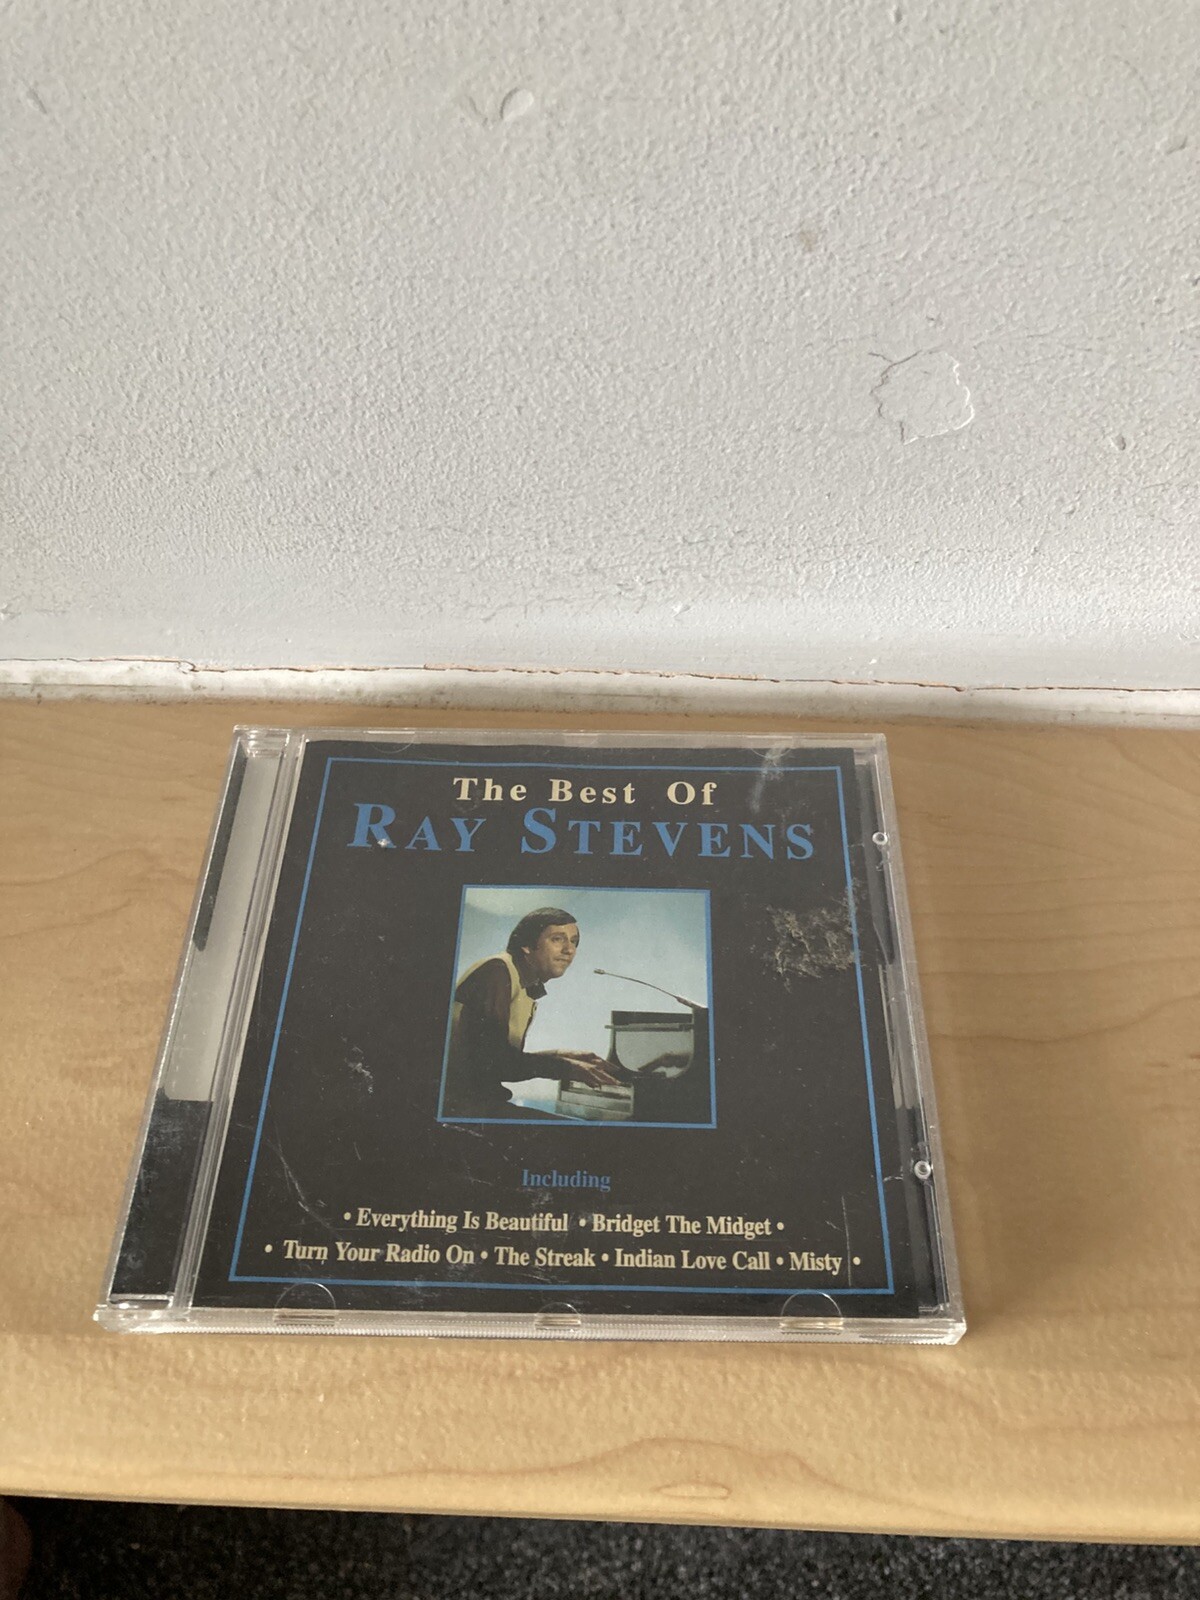 The Best Of
RAY STEVENS
Including
• Everything Is Beautiful • Bridget The Midget •
• Turn Your Radio On • The Streak • Indian Love Call • Misty •